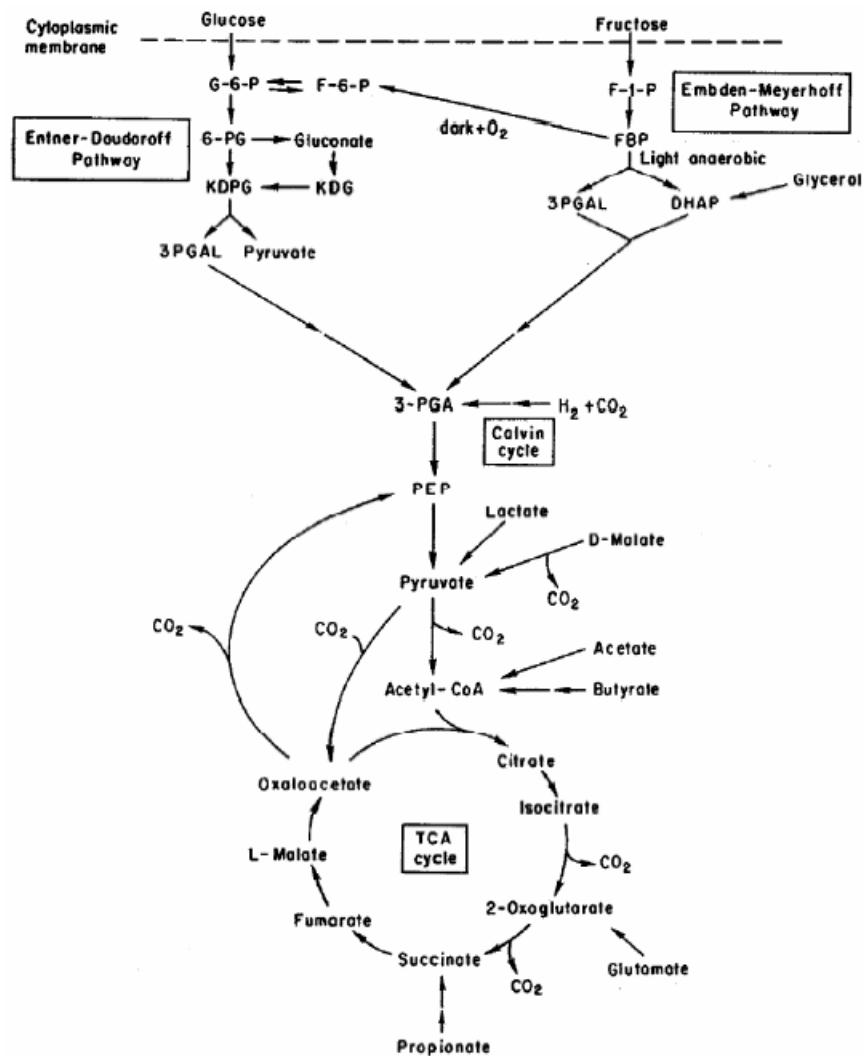 Cytoplasmic
membrane
Glucose
Fructose
G-6-P
F-6-P
F-1-P
Embden-Meyerhoff
Pathway
Entner-Doudoroff
Pathway
6-PG
Gluconate
dark+O₂
FBP
Light anaerobic
KDPG
KDG
3PGAL
DHAP
Glycerol
3PGAL
Pyruvate
3-PGA
H₂+CO₂
Calvin
cycle
PEP
Lactate
D-Malate
Pyruvate
CO₂
CO₂
CO₂
CO₂
Acetate
Acetyl-CoA
Butyrate
Citrate
Oxaloacetate
Isocitrate
TCA
cycle
L-Malate
CO₂
2-Oxoglutarate
Fumarate
Succinate
CO₂
Glutamate
Propionate